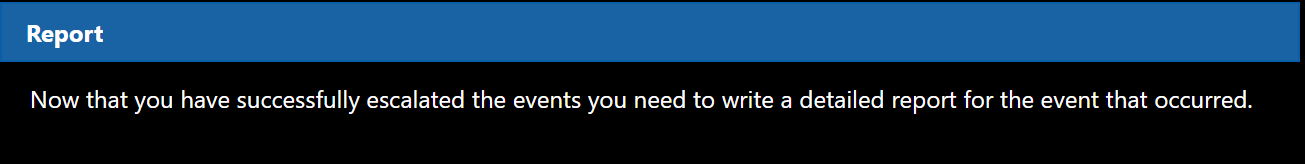 Report
Now that you have successfully escalated the events you need to write a detailed report for the event that occurred.